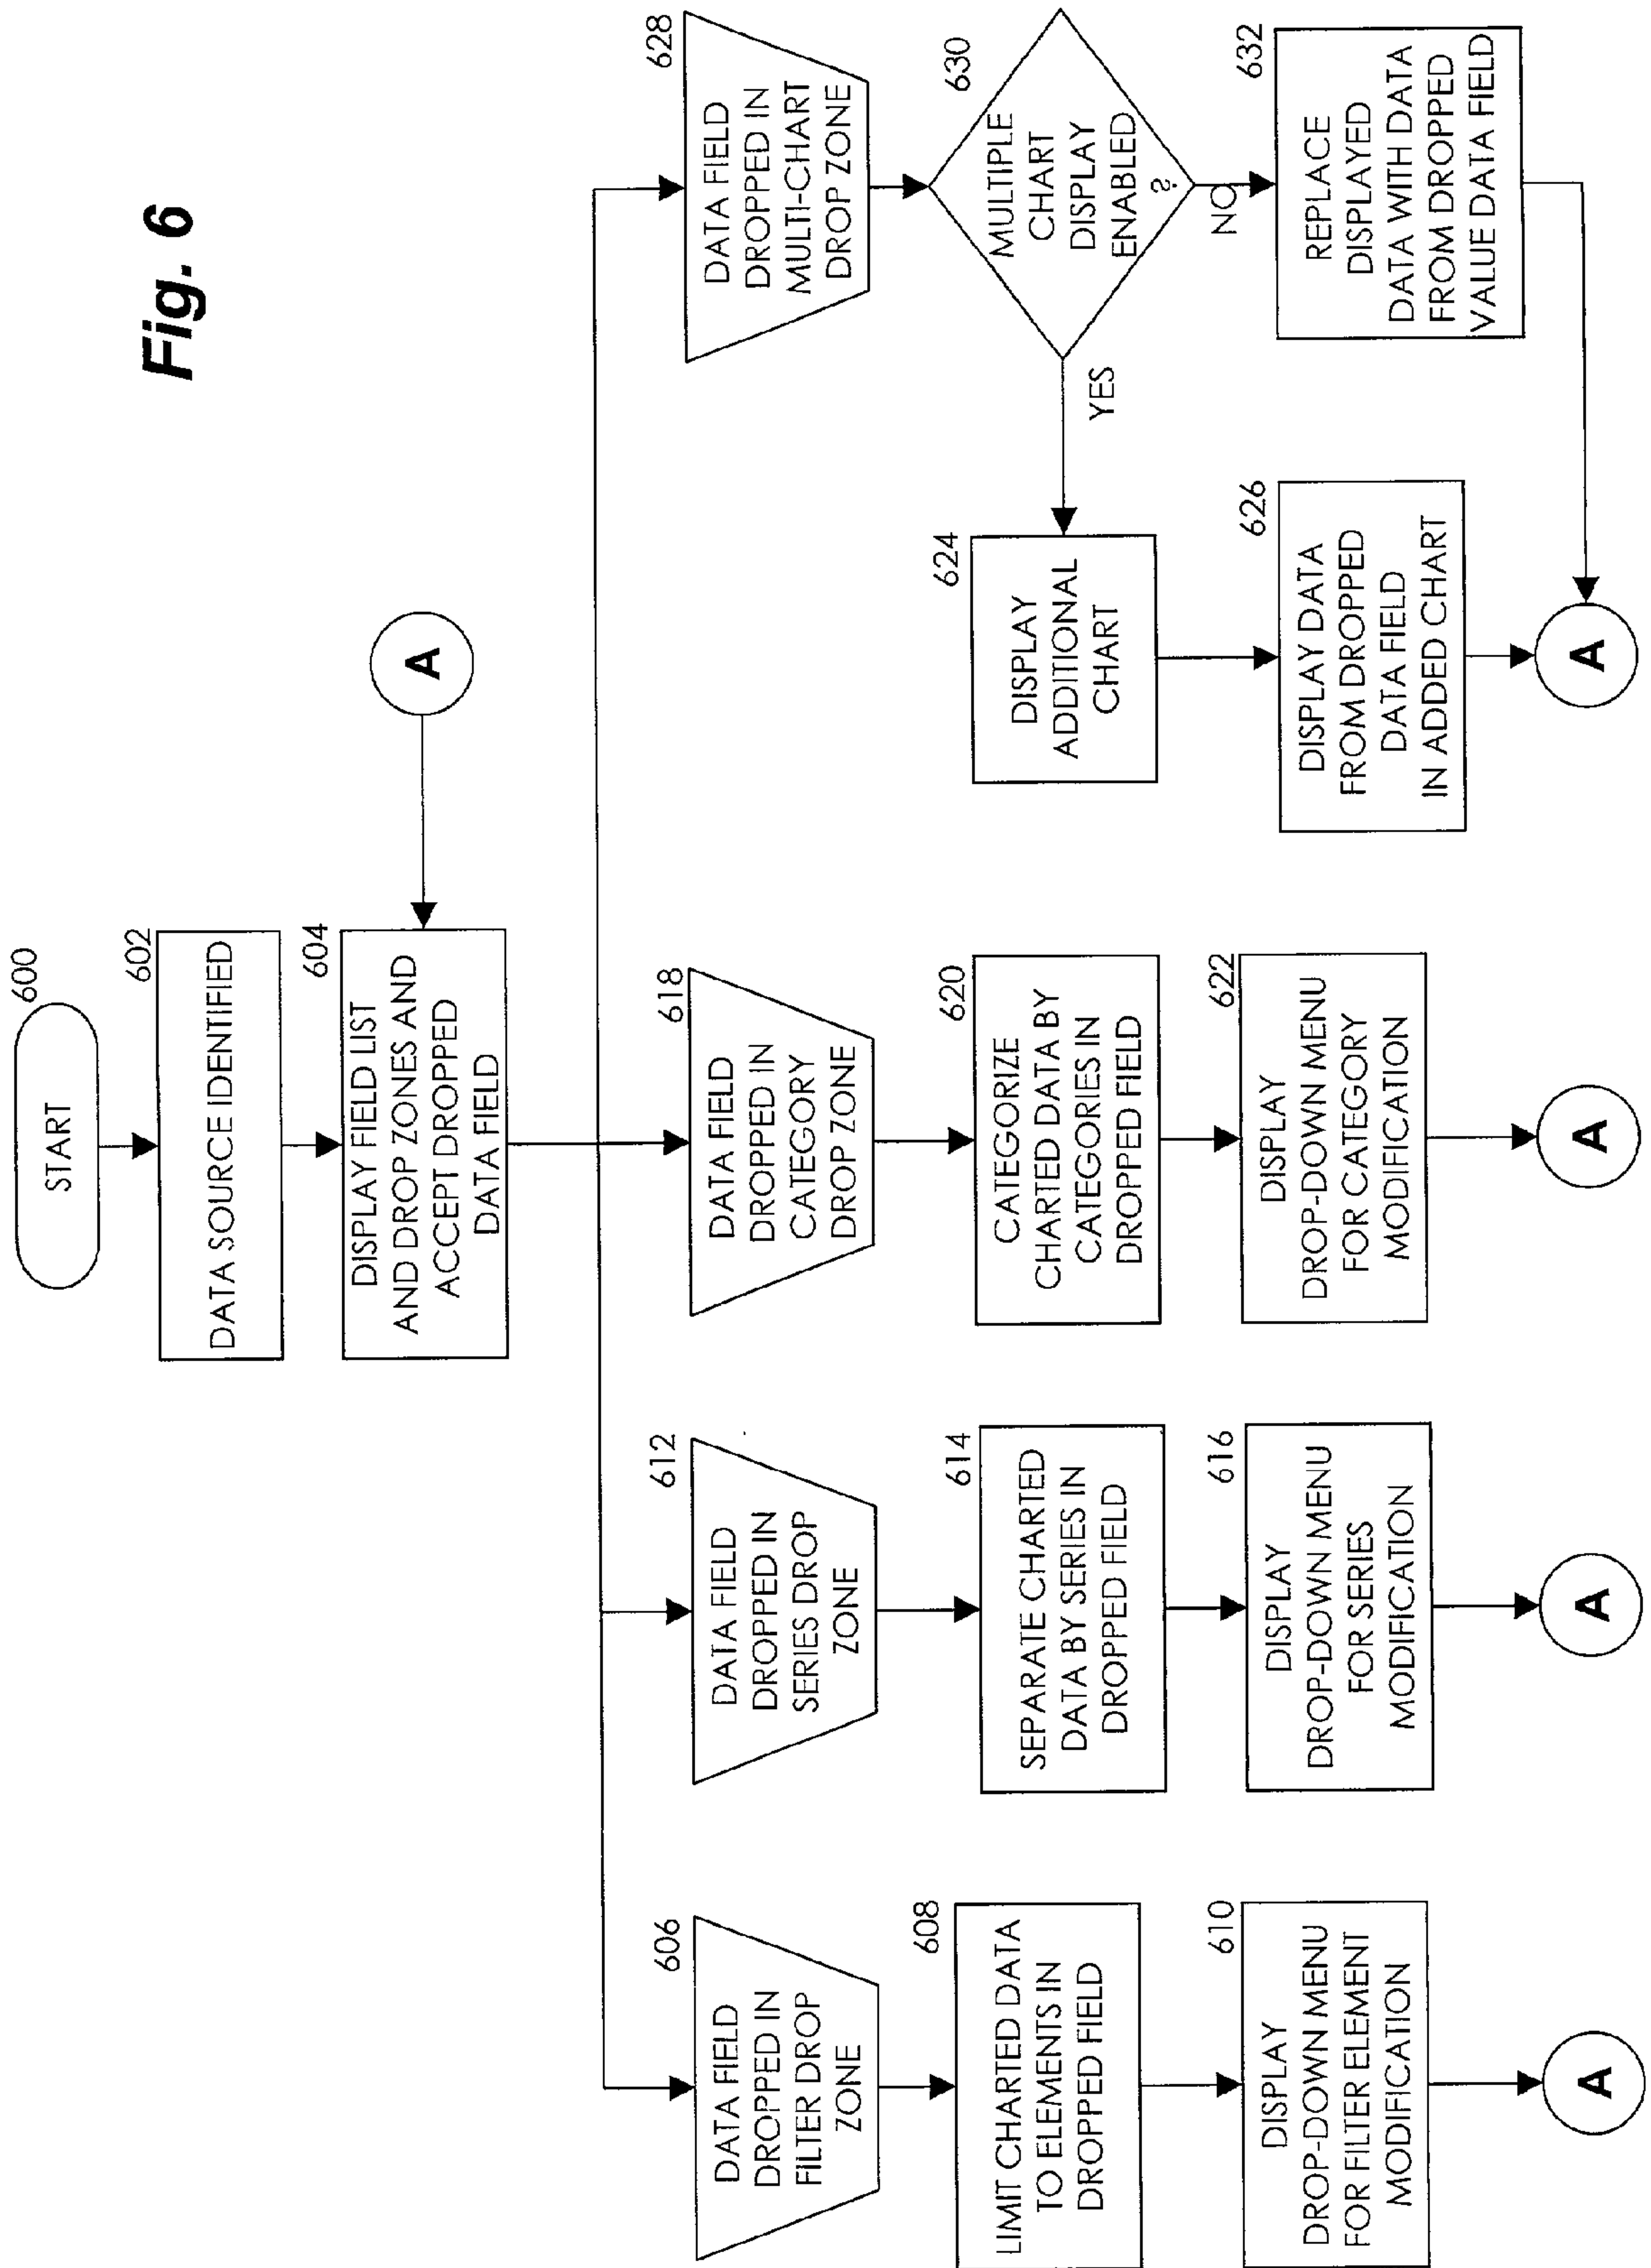 Fig. 6
START
600
DATA SOURCE IDENTIFIED
602
DISPLAY FIELD LIST
AND DROP ZONES AND
ACCEPT DROPPED
DATA FIELD
604
A
DATA FIELD
DROPPED IN
FILTER DROP
ZONE
606
LIMIT CHARTED DATA
TO ELEMENTS IN
DROPPED FIELD
608
DISPLAY
DROP-DOWN MENU
FOR FILTER ELEMENT
MODIFICATION
610
A
DATA FIELD
DROPPED IN
SERIES DROP
ZONE
612
SEPARATE CHARTED
DATA BY SERIES IN
DROPPED FIELD
614
DISPLAY
DROP-DOWN MENU
FOR SERIES
MODIFICATION
616
A
DATA FIELD
DROPPED IN
CATEGORY
DROP ZONE
618
CATEGORIZE
CHARTED DATA BY
CATEGORIES IN
DROPPED FIELD
620
DISPLAY
DROP-DOWN MENU
FOR CATEGORY
MODIFICATION
622
A
DATA FIELD
DROPPED IN
MULTI-CHART
DROP ZONE
628
MULTIPLE
CHART
DISPLAY
ENABLED
?
630
YES
NO
DISPLAY
ADDITIONAL
CHART
624
DISPLAY DATA
FROM DROPPED
DATA FIELD
IN ADDED CHART
626
REPLACE
DISPLAYED
DATA WITH DATA
FROM DROPPED
VALUE DATA FIELD
632
A